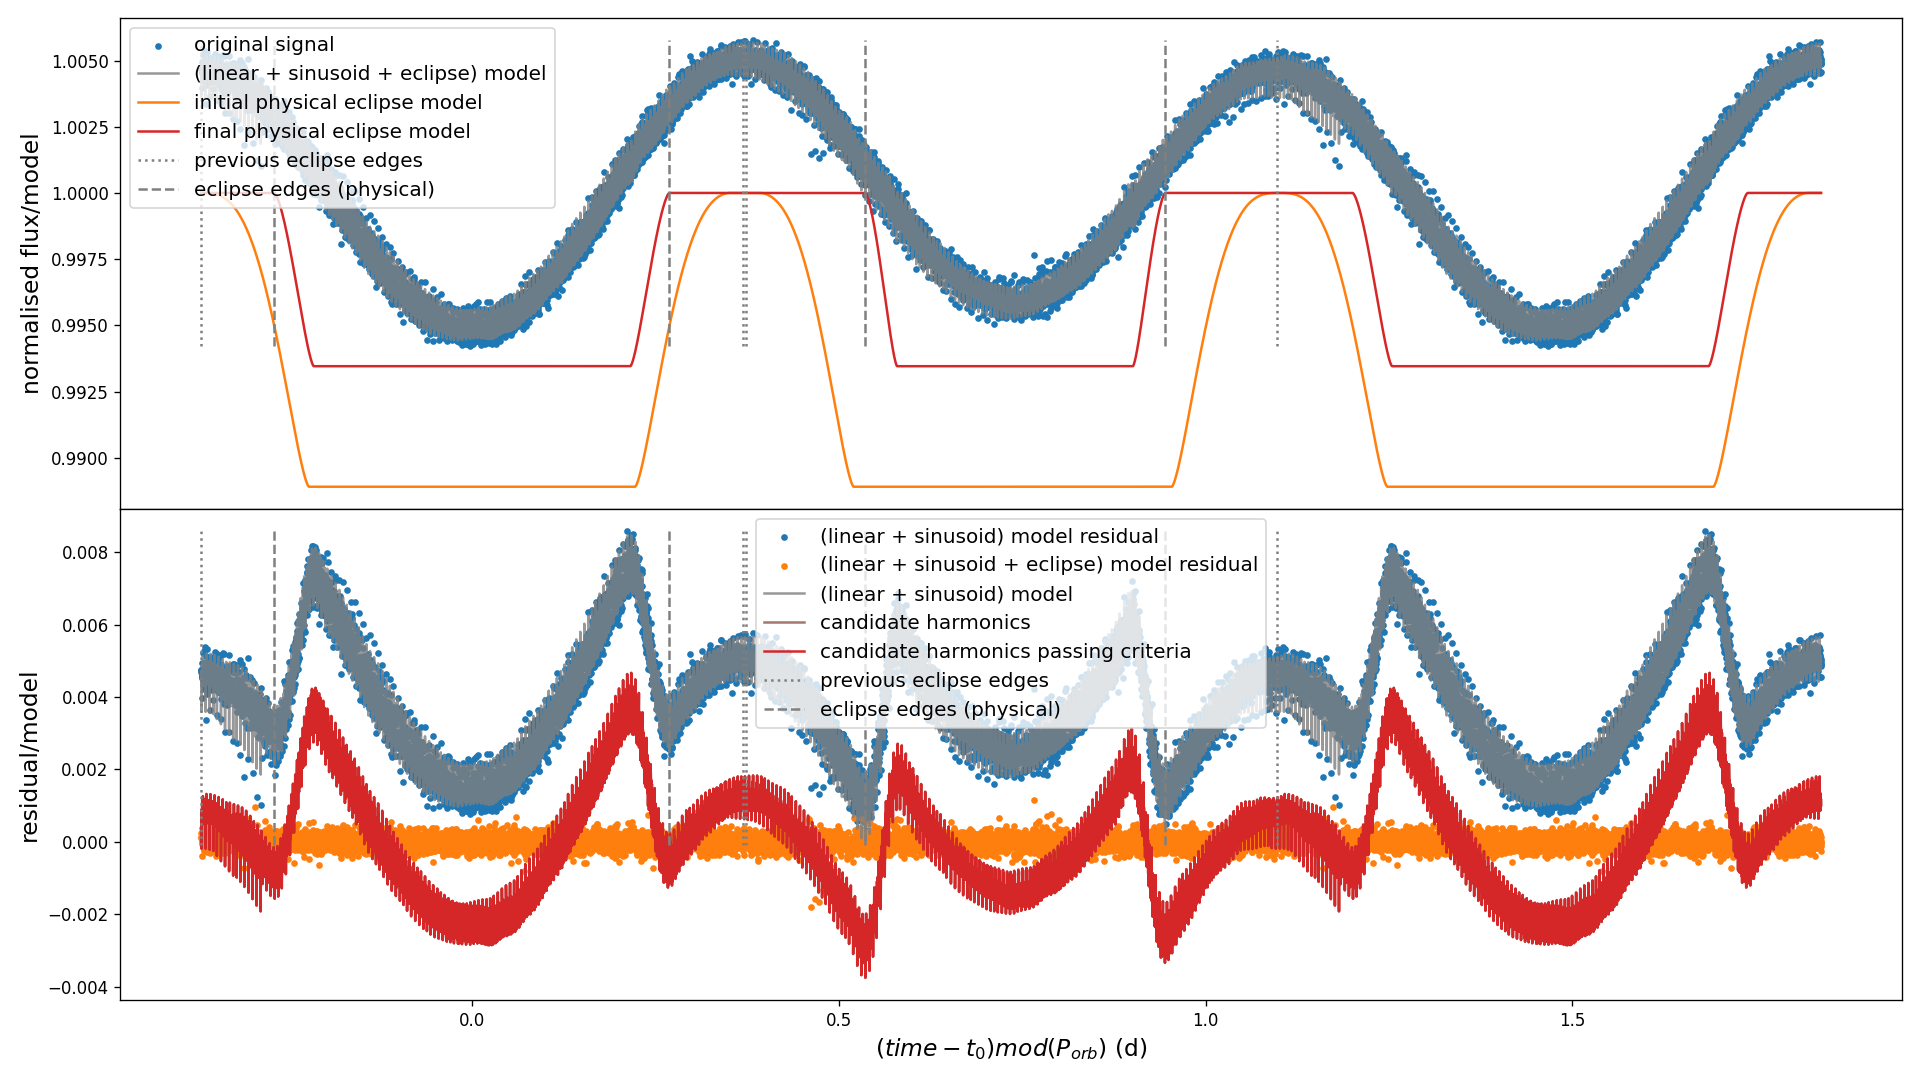 original signal
(linear + sinusoid + eclipse) model
initial physical eclipse model
final physical eclipse model
previous eclipse edges
eclipse edges (physical)
normalised flux/model
1.0050
1.0025
1.0000
0.9975
0.9950
0.9925
0.9900
(linear + sinusoid) model residual
(linear + sinusoid + eclipse) model residual
(linear + sinusoid) model
candidate harmonics
candidate harmonics passing criteria
previous eclipse edges
eclipse edges (physical)
residual/model
0.008
0.006
0.004
0.002
0.000
−0.002
−0.004
0.0 0.5 1.0 1.5
(time − t₀)mod(Pₒᵣb) (d)